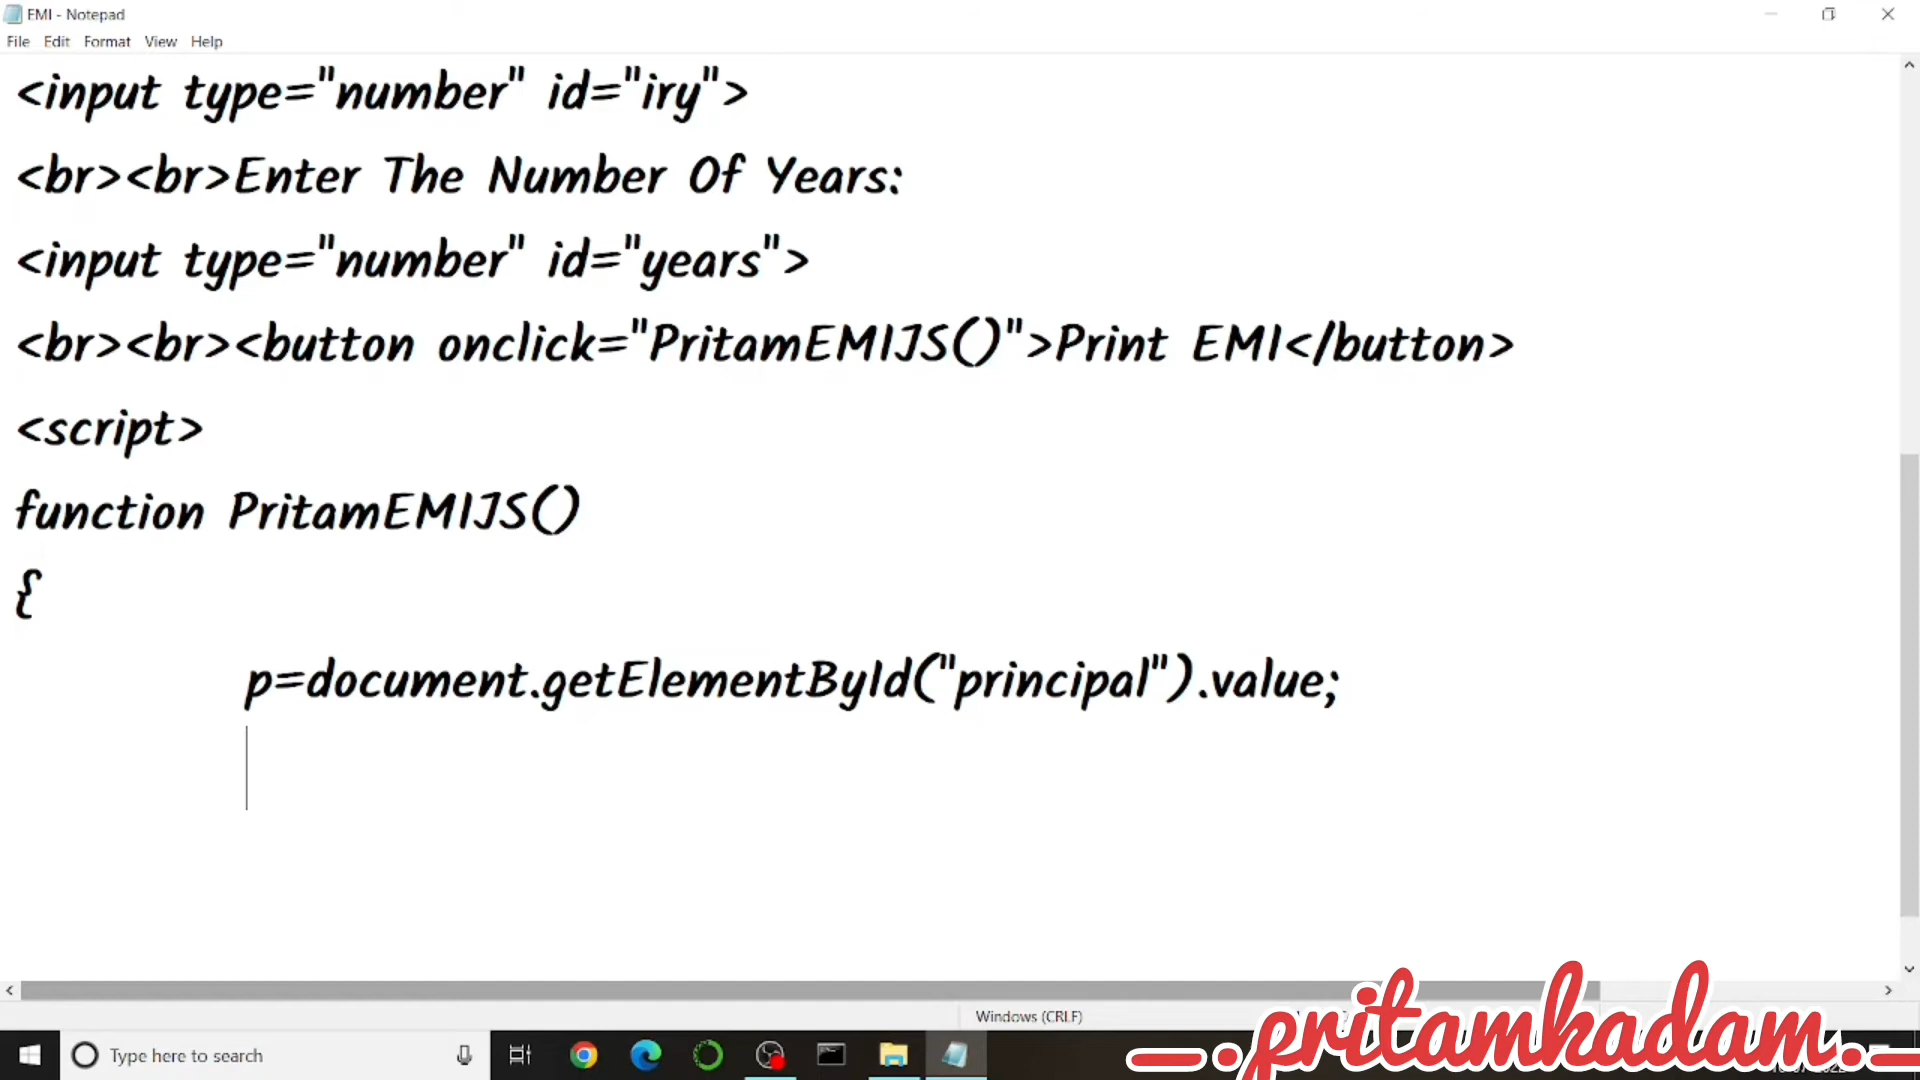 EMI - Notepad
File Edit Format View Help
<input type="number" id="iry">
<br><br>Enter The Number Of Years:
<input type="number" id="years">
<br><br><button onclick="PritamEMIJS()">Print EMI</button>
<script>
function PritamEMIJS()
{
p=document.getElementById("principal").value;
Windows (CRLF)
Type here to search
_.pritamkadam._